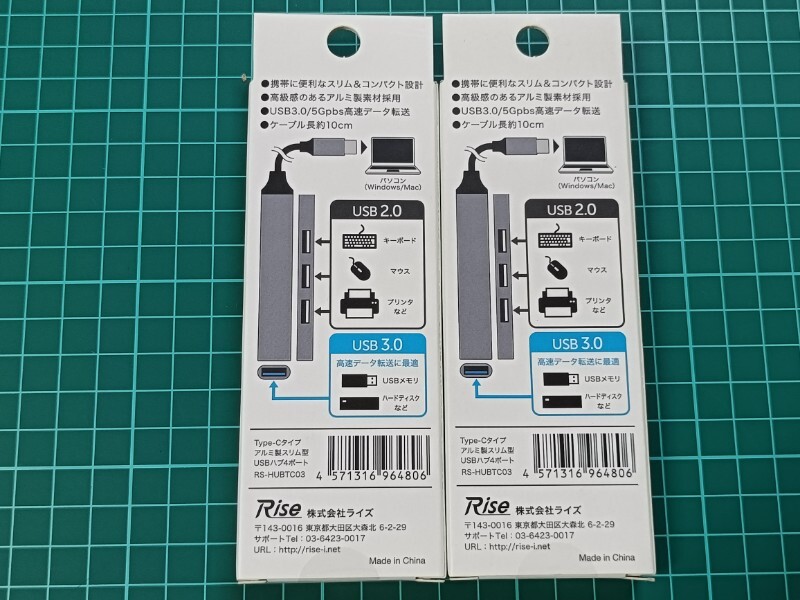 ●携帯に便利なスリム&コンパクト設計
●高級感のあるアルミ製素材採用
●USB3.0/5Gpbs高速データ転送
●ケーブル長約10cm
パソコン
(Windows/Mac)
USB 2.0
キーボード
マウス
プリンタ
など
USB 3.0
高速データ転送に最適
USBメモリ
ハードディスク
など
Type-Cタイプ
アルミ製スリム型
USBハブ4ポート
RS-HUBTC03
4 571316 964806
Rise 株式会社ライズ
〒143-0016 東京都大田区大森北 6-2-29
サポートTel:03-6423-0017
URL:http://rise-i.net
Made in China
●携帯に便利なスリム&コンパクト設計
●高級感のあるアルミ製素材採用
●USB3.0/5Gpbs高速データ転送
●ケーブル長約10cm
パソコン
(Windows/Mac)
USB 2.0
キーボード
マウス
プリンタ
など
USB 3.0
高速データ転送に最適
USBメモリ
ハードディスク
など
Type-Cタイプ
アルミ製スリム型
USBハブ4ポート
RS-HUBTC03
4 571316 964806
Rise 株式会社ライズ
〒143-0016 東京都大田区大森北 6-2-29
サポートTel:03-6423-0017
URL:http://rise-i.net
Made in China